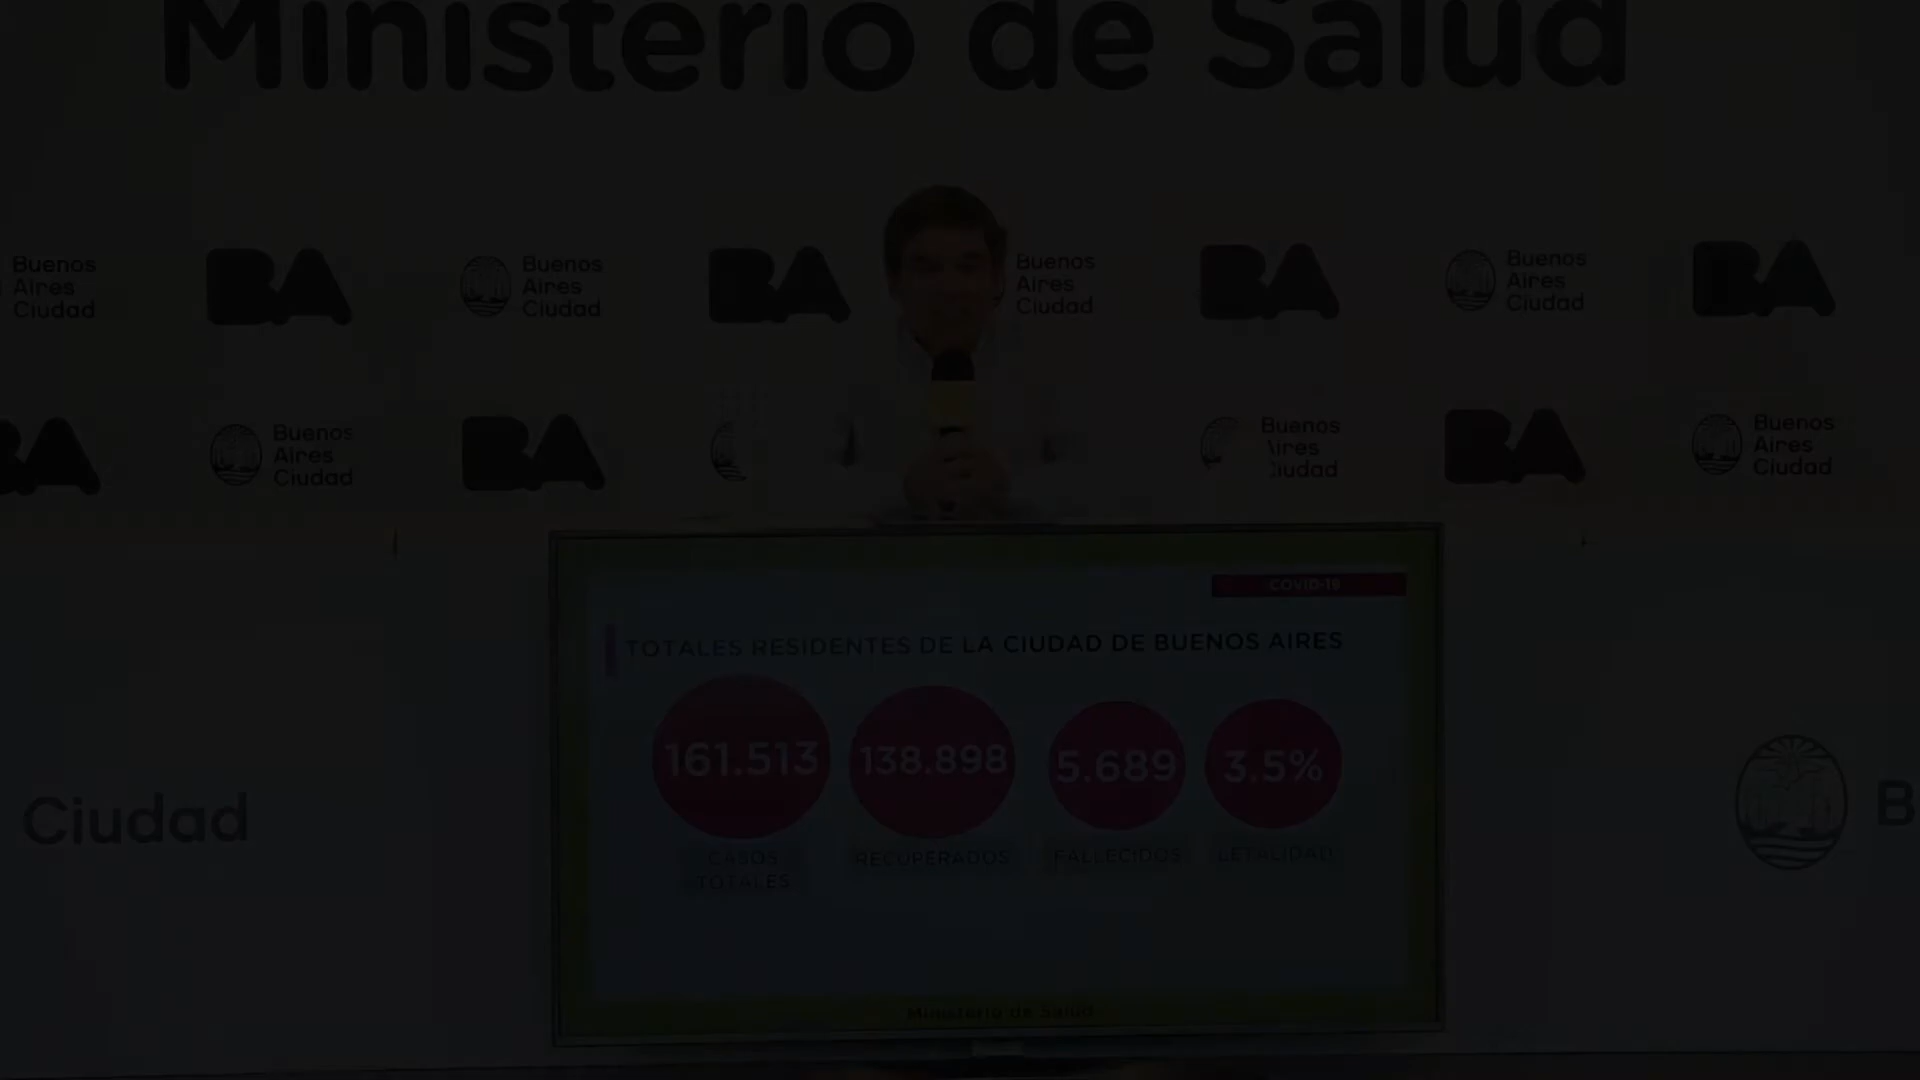 Ministerio de Salud
Buenos
Aires
Ciudad
BA
Buenos
Aires
Ciudad
BA
Buenos
Aires
Ciudad
BA
Buenos
Aires
Ciudad
BA
BA
Buenos
Aires
Ciudad
BA
Buenos
Aires
Ciudad
BA
Buenos
Aires
Ciudad
COVID-19
TOTALES RESIDENTES DE LA CIUDAD DE BUENOS AIRES
161.513
138.898
5.689
3.5%
CASOS
TOTALES
RECUPERADOS
FALLECIDOS
LETALIDAD
Ministerio de Salud
Ciudad
B